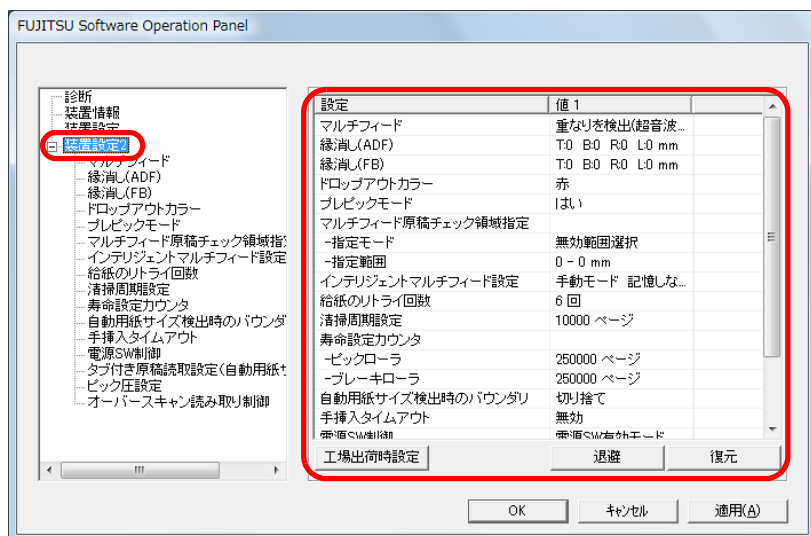 FUJITSU Software Operation Panel
診断
装置情報
装置設定
装置設定2
マルチフィード
縁消し(ADF)
縁消し(FB)
ドロップアウトカラー
プレピックモード
マルチフィード原稿チェック領域指
インテリジェントマルチフィード設定
給紙のリトライ回数
清掃周期設定
寿命設定カウンタ
自動用紙サイズ検出時のバウンダ
手挿入タイムアウト
電源SW制御
タブ付き原稿読取設定(自動用紙サ
ピック圧設定
オーバースキャン読み取り制御
設定 値 1
マルチフィード 重なりを検出(超音波...
縁消し(ADF) T:0 B:0 R:0 L:0 mm
縁消し(FB) T:0 B:0 R:0 L:0 mm
ドロップアウトカラー 赤
プレピックモード はい
マルチフィード原稿チェック領域指定
-指定モード 無効範囲選択
-指定範囲 0 - 0 mm
インテリジェントマルチフィード設定 手動モード 記憶しな...
給紙のリトライ回数 6 回
清掃周期設定 10000 ページ
寿命設定カウンタ
-ピックローラ 250000 ページ
-ブレーキローラ 250000 ページ
自動用紙サイズ検出時のバウンダリ 切り捨て
手挿入タイムアウト 無効
電源SW制御 電源SW有効モード
工場出荷時設定 退避 復元
OK キャンセル 適用(A)